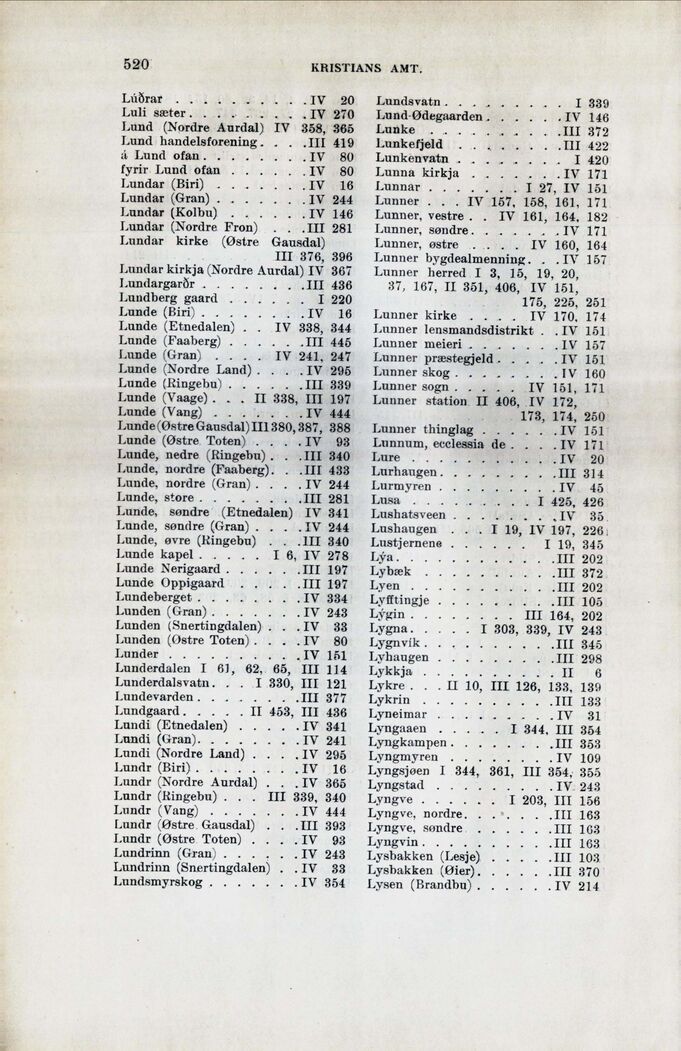 520
KRISTIANS AMT.
Lúðrar . . . . . . . . . IV 20
Luli sæter . . . . . . . . IV 270
Lund (Nordre Aurdal) IV 358, 365
Lund handelsforening . . . . III 419
á Lund ofan . . . . . . . IV 80
fyrir Lund ofan . . . . . IV 80
Lundar (Biri) . . . . . . . IV 16
Lundar (Gran) . . . . . . IV 244
Lundar (Kolbu) . . . . . . IV 146
Lundar (Nordre Fron) . . . III 281
Lundar kirke (Østre Gausdal)
III 376, 396
Lundar kirkja (Nordre Aurdal) IV 367
Lundargarðr . . . . . . . III 436
Lundberg gaard . . . . . . I 220
Lunde (Biri) . . . . . . . IV 16
Lunde (Etnedalen) . . IV 338, 344
Lunde (Faaberg) . . . . . III 445
Lunde (Gran) . . . . IV 241, 247
Lunde (Nordre Land) . . . . IV 295
Lunde (Ringebu) . . . . . . III 339
Lunde (Vaage) . . . II 338, III 197
Lunde (Vang) . . . . . . . IV 444
Lunde (Østre Gausdal) III 380, 387, 388
Lunde (Østre Toten) . . . . IV 93
Lunde, nedre (Ringebu) . . . III 340
Lunde, nordre (Faaberg) . . . III 433
Lunde, nordre (Gran) . . . . IV 244
Lunde, store . . . . . . . III 281
Lunde, søndre (Etnedalen) IV 341
Lunde, søndre (Gran) . . . . IV 244
Lunde, øvre (Ringebu) . . . III 340
Lunde kapel . . . . . I 6, IV 278
Lunde Nerigaard . . . . . . III 197
Lunde Oppigaard . . . . III 197
Lundeberget . . . . . . . IV 334
Lunden (Gran) . . . . . . . IV 243
Lunden (Snertingdalen) . . . IV 33
Lunden (Østre Toten) . . . . IV 80
Lunder . . . . . . . . . . IV 151
Lunderdalen I 61, 62, 65, III 114
Lunderdalsvatn . . . I 330, III 121
Lundevarden . . . . . . . . III 377
Lundgaard . . . . II 453, III 436
Lundi (Etnedalen) . . . . . IV 341
Lundi (Gran) . . . . . . . . IV 241
Lundi (Nordre Land) . . . . IV 295
Lundr (Biri) . . . . . . . . IV 16
Lundr (Nordre Aurdal) . . . IV 365
Lundr (Ringebu) . . . III 339, 340
Lundr (Vang) . . . . . . . IV 444
Lundr (Østre Gausdal) . . . III 393
Lundr (Østre Toten) . . . . IV 93
Lundrinn (Gran) . . . . . . IV 243
Lundrinn (Snertingdalen) . . IV 33
Lundsmyrskog . . . . . . . IV 354
Lundsvatn . . . . . . . . . I 339
Lund-Ødegaarden . . . . . . IV 146
Lunke . . . . . . . . . . III 372
Lunkefjeld . . . . . . . . III 422
Lunkenvatn . . . . . . . . I 420
Lunna kirkja . . . . . . . IV 171
Lunnar . . . . . . . I 27, IV 151
Lunner . . . IV 157, 158, 161, 171
Lunner, vestre . . IV 161, 164, 182
Lunner, søndre . . . . . . . IV 171
Lunner, østre . . . . IV 160, 164
Lunner bygdealmenning . . . IV 157
Lunner herred I 3, 15, 19, 20,
37, 167, II 351, 406, IV 151,
175, 225, 251
Lunner kirke . . . . IV 170, 174
Lunner lensmandsdistrikt . . IV 151
Lunner meieri . . . . . . . IV 157
Lunner præstegjeld . . . . . IV 151
Lunner skog . . . . . . . . IV 160
Lunner sogn . . . . . IV 151, 171
Lunner station II 406, IV 172,
173, 174, 250
Lunner thinglag . . . . . . IV 151
Lunnum, ecclessia de . . . . IV 171
Lure . . . . . . . . . . . IV 20
Lurhaugen . . . . . . . . . III 314
Lurmyren . . . . . . . . . IV 45
Lusa . . . . . . . . . I 425, 426
Lushatsveen . . . . . . . . IV 35
Lushaugen . . . I 19, IV 197, 226
Lustjernene . . . . . . I 19, 345
Lýa . . . . . . . . . . . . III 202
Lybæk . . . . . . . . . . III 372
Lyen . . . . . . . . . . . III 202
Lyfftingje . . . . . . . . . III 105
Lýgin . . . . . . . . III 164, 202
Lygna . . . . . I 303, 339, IV 243
Lygnvik . . . . . . . . . . III 345
Lyhaugen . . . . . . . . . III 298
Lykkja . . . . . . . . . . . II 6
Lykre . . . II 10, III 126, 133, 139
Lykrin . . . . . . . . . . III 133
Lyneimar . . . . . . . . . IV 31
Lyngaaen . . . . . I 344, III 354
Lyngkampen . . . . . . . . III 353
Lyngmyren . . . . . . . . IV 109
Lyngsjøen I 344, 361, III 354, 355
Lyngstad . . . . . . . . . IV 243
Lyngve . . . . . . I 203, III 156
Lyngve, nordre . . . . . . III 163
Lyngve, søndre . . . . . . III 163
Lyngvin . . . . . . . . . . III 163
Lysbakken (Lesje) . . . . . III 103
Lysbakken (Øier) . . . . . . III 370
Lysen (Brandbu) . . . . . . IV 214